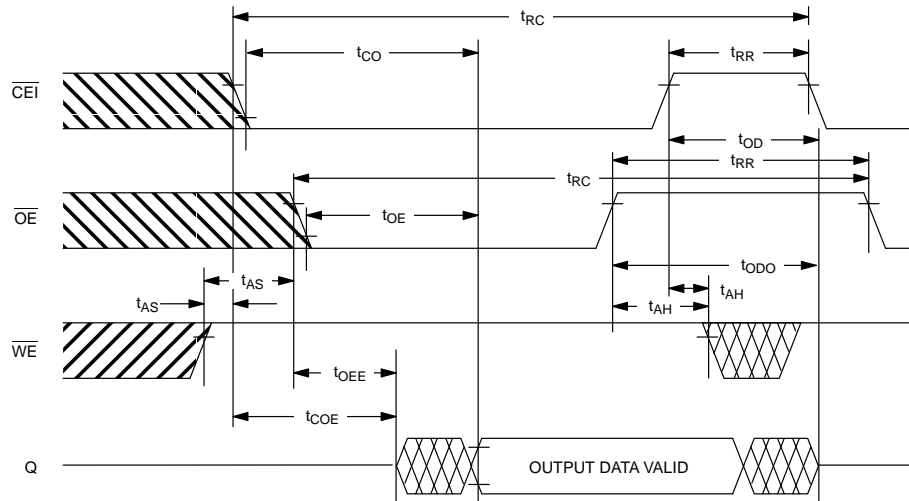 tRC
tCO
tRR
CEI
tOD
tRR
tRC
OE
tOE
tODO
tAS
tAH
tAS
tAH
WE
tOEE
tCOE
Q
OUTPUT DATA VALID